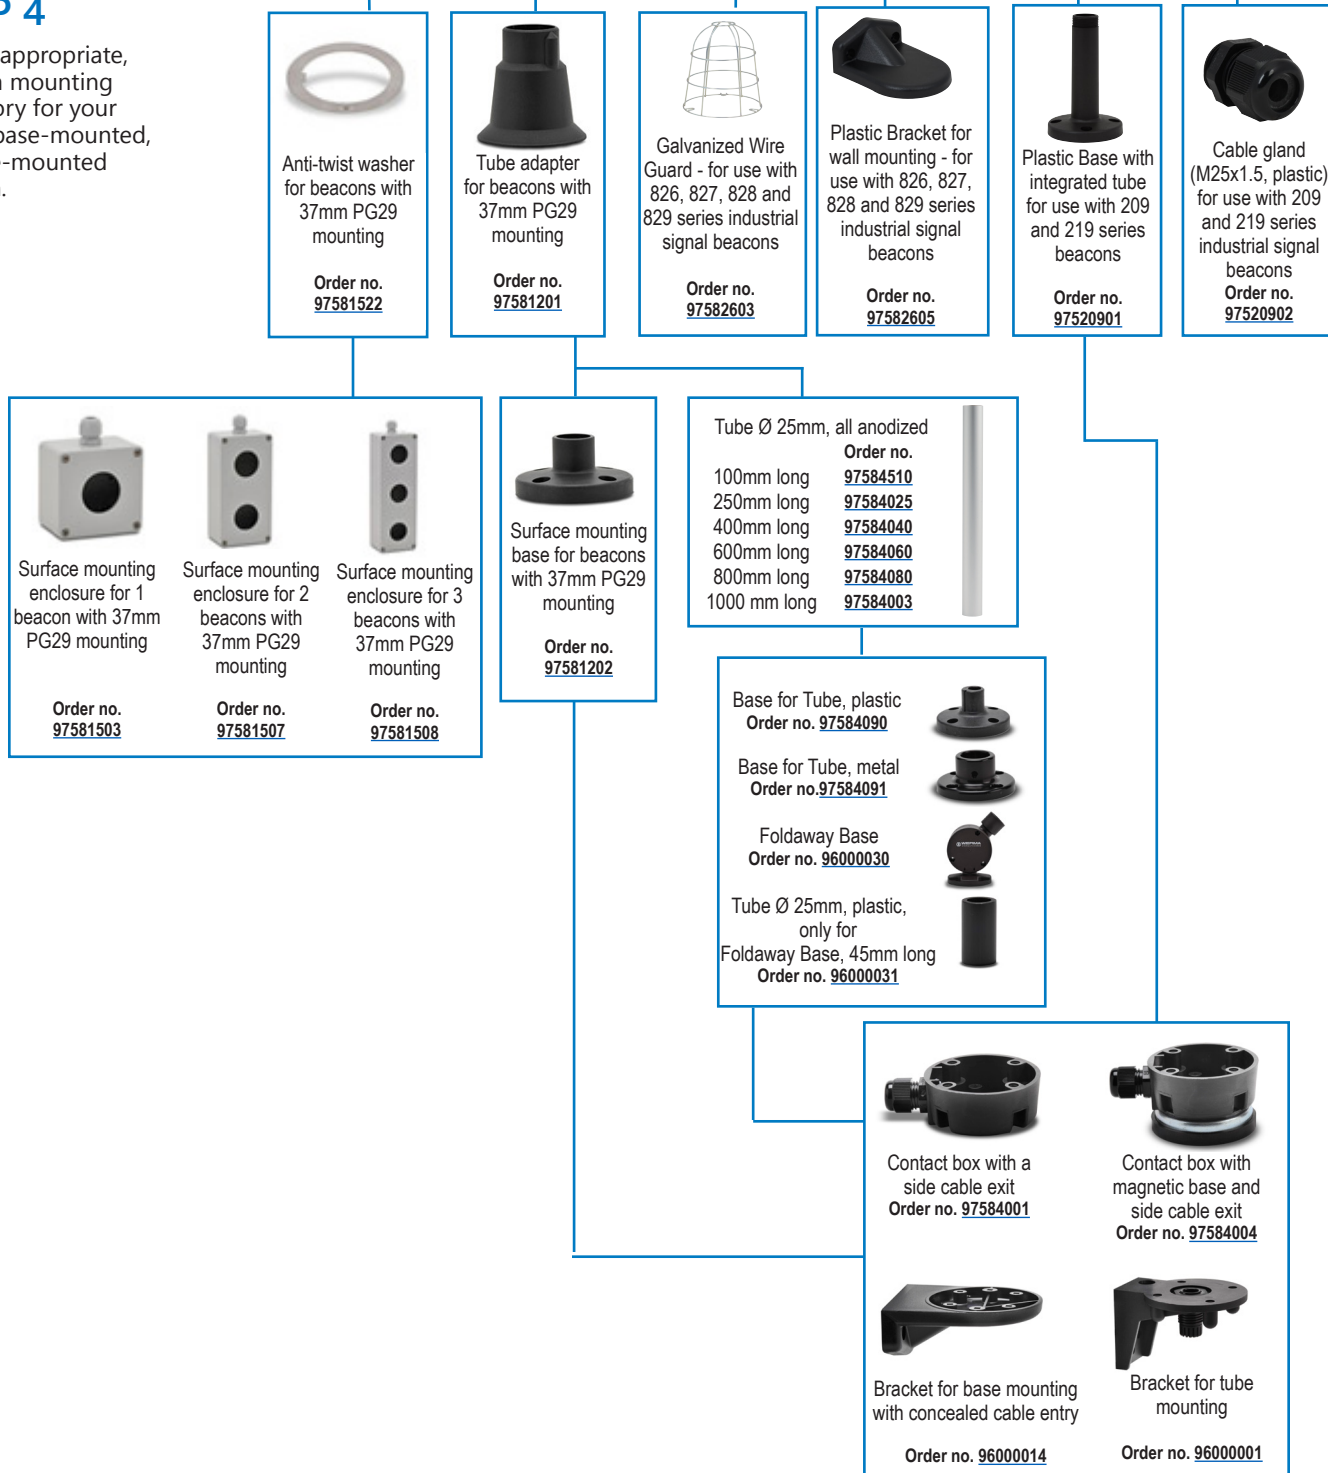 P 4
appropriate,
mounting
ory for your
base-mounted,
e-mounted
Anti-twist washer
for beacons with
37mm PG29
mounting
Order no.
97581522
Tube adapter
for beacons with
37mm PG29
mounting
Order no.
97581201
Galvanized Wire
Guard - for use with
826, 827, 828 and
829 series industrial
signal beacons
Order no.
97582603
Plastic Bracket for
wall mounting - for
use with 826, 827,
828 and 829 series
industrial signal
beacons
Order no.
97582605
Plastic Base with
integrated tube
for use with 209
and 219 series
beacons
Order no.
97520901
Cable gland
(M25x1.5, plastic)
for use with 209
and 219 series
industrial signal
beacons
Order no.
97520902
Surface mounting
enclosure for 1
beacon with 37mm
PG29 mounting
Order no.
97581503
Surface mounting
enclosure for 2
beacons with
37mm PG29
mounting
Order no.
97581507
Surface mounting
enclosure for 3
beacons with
37mm PG29
mounting
Order no.
97581508
Surface mounting
base for beacons
with 37mm PG29
mounting
Order no.
97581202
Tube Ø 25mm, all anodized
Order no.
100mm long 97584510
250mm long 97584025
400mm long 97584040
600mm long 97584060
800mm long 97584080
1000 mm long 97584003
Base for Tube, plastic
Order no. 97584090
Base for Tube, metal
Order no.97584091
Foldaway Base
Order no. 96000030
Tube Ø 25mm, plastic,
only for
Foldaway Base, 45mm long
Order no. 96000031
Contact box with a
side cable exit
Order no. 97584001
Contact box with
magnetic base and
side cable exit
Order no. 97584004
Bracket for base mounting
with concealed cable entry
Order no. 96000014
Bracket for tube
mounting
Order no. 96000001